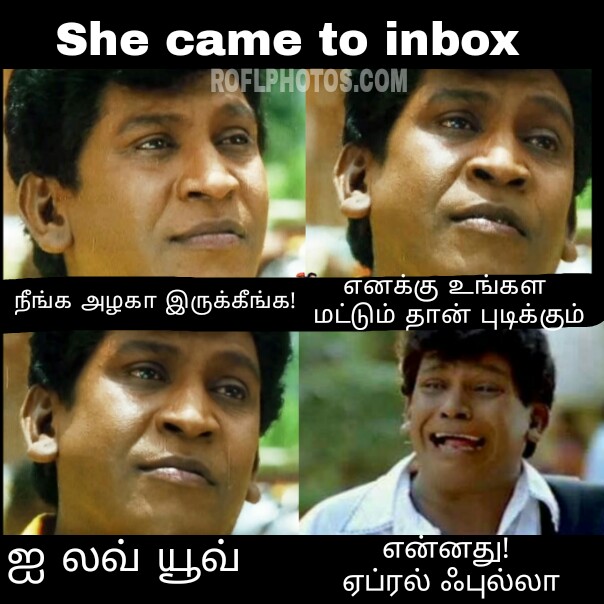 She came to inbox
ROFLPHOTOS.COM
நீங்க அழகா இருக்கீங்க!
எனக்கு உங்கள
மட்டும் தான் புடிக்கும்
ஐ லவ் யூவ்
என்னது!
ஏப்ரல் ஃபுல்லா